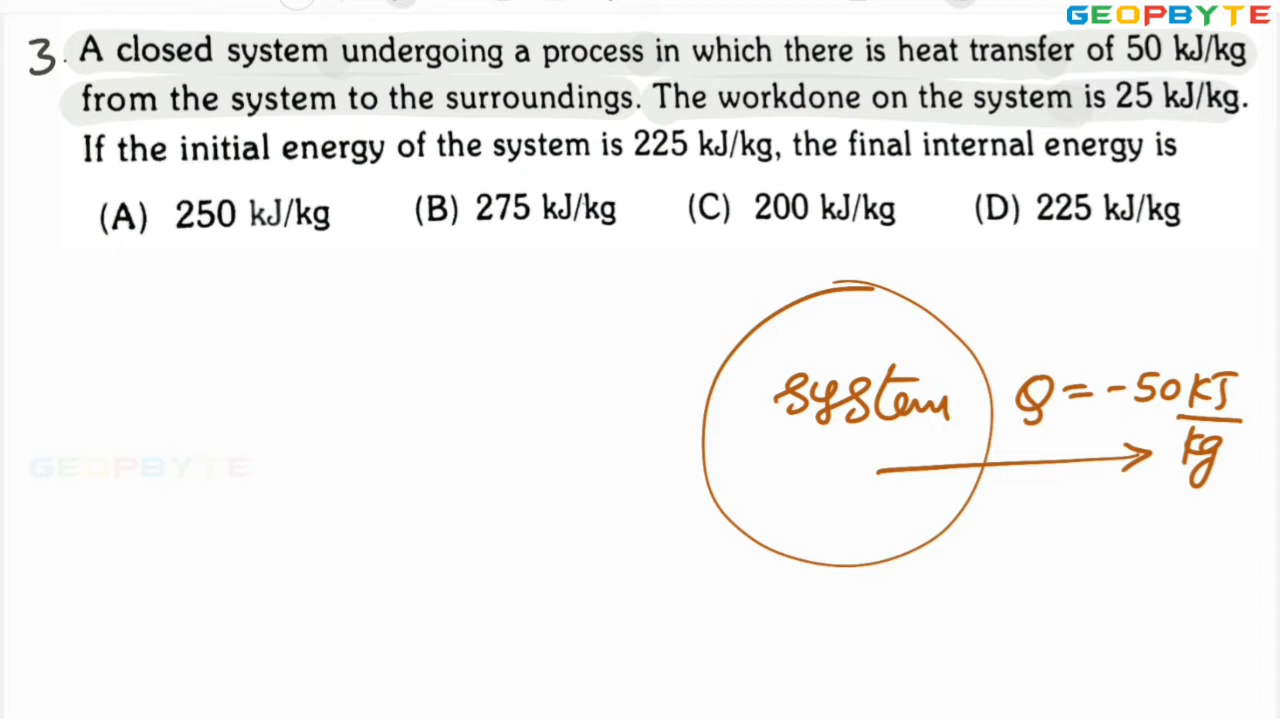 GEOPBYTE
3. A closed system undergoing a process in which there is heat transfer of 50 kJ/kg
from the system to the surroundings. The workdone on the system is 25 kJ/kg.
If the initial energy of the system is 225 kJ/kg, the final internal energy is
(A) 250 kJ/kg (B) 275 kJ/kg (C) 200 kJ/kg (D) 225 kJ/kg
system Q = -50 kJ/kg
GEOPBYTE